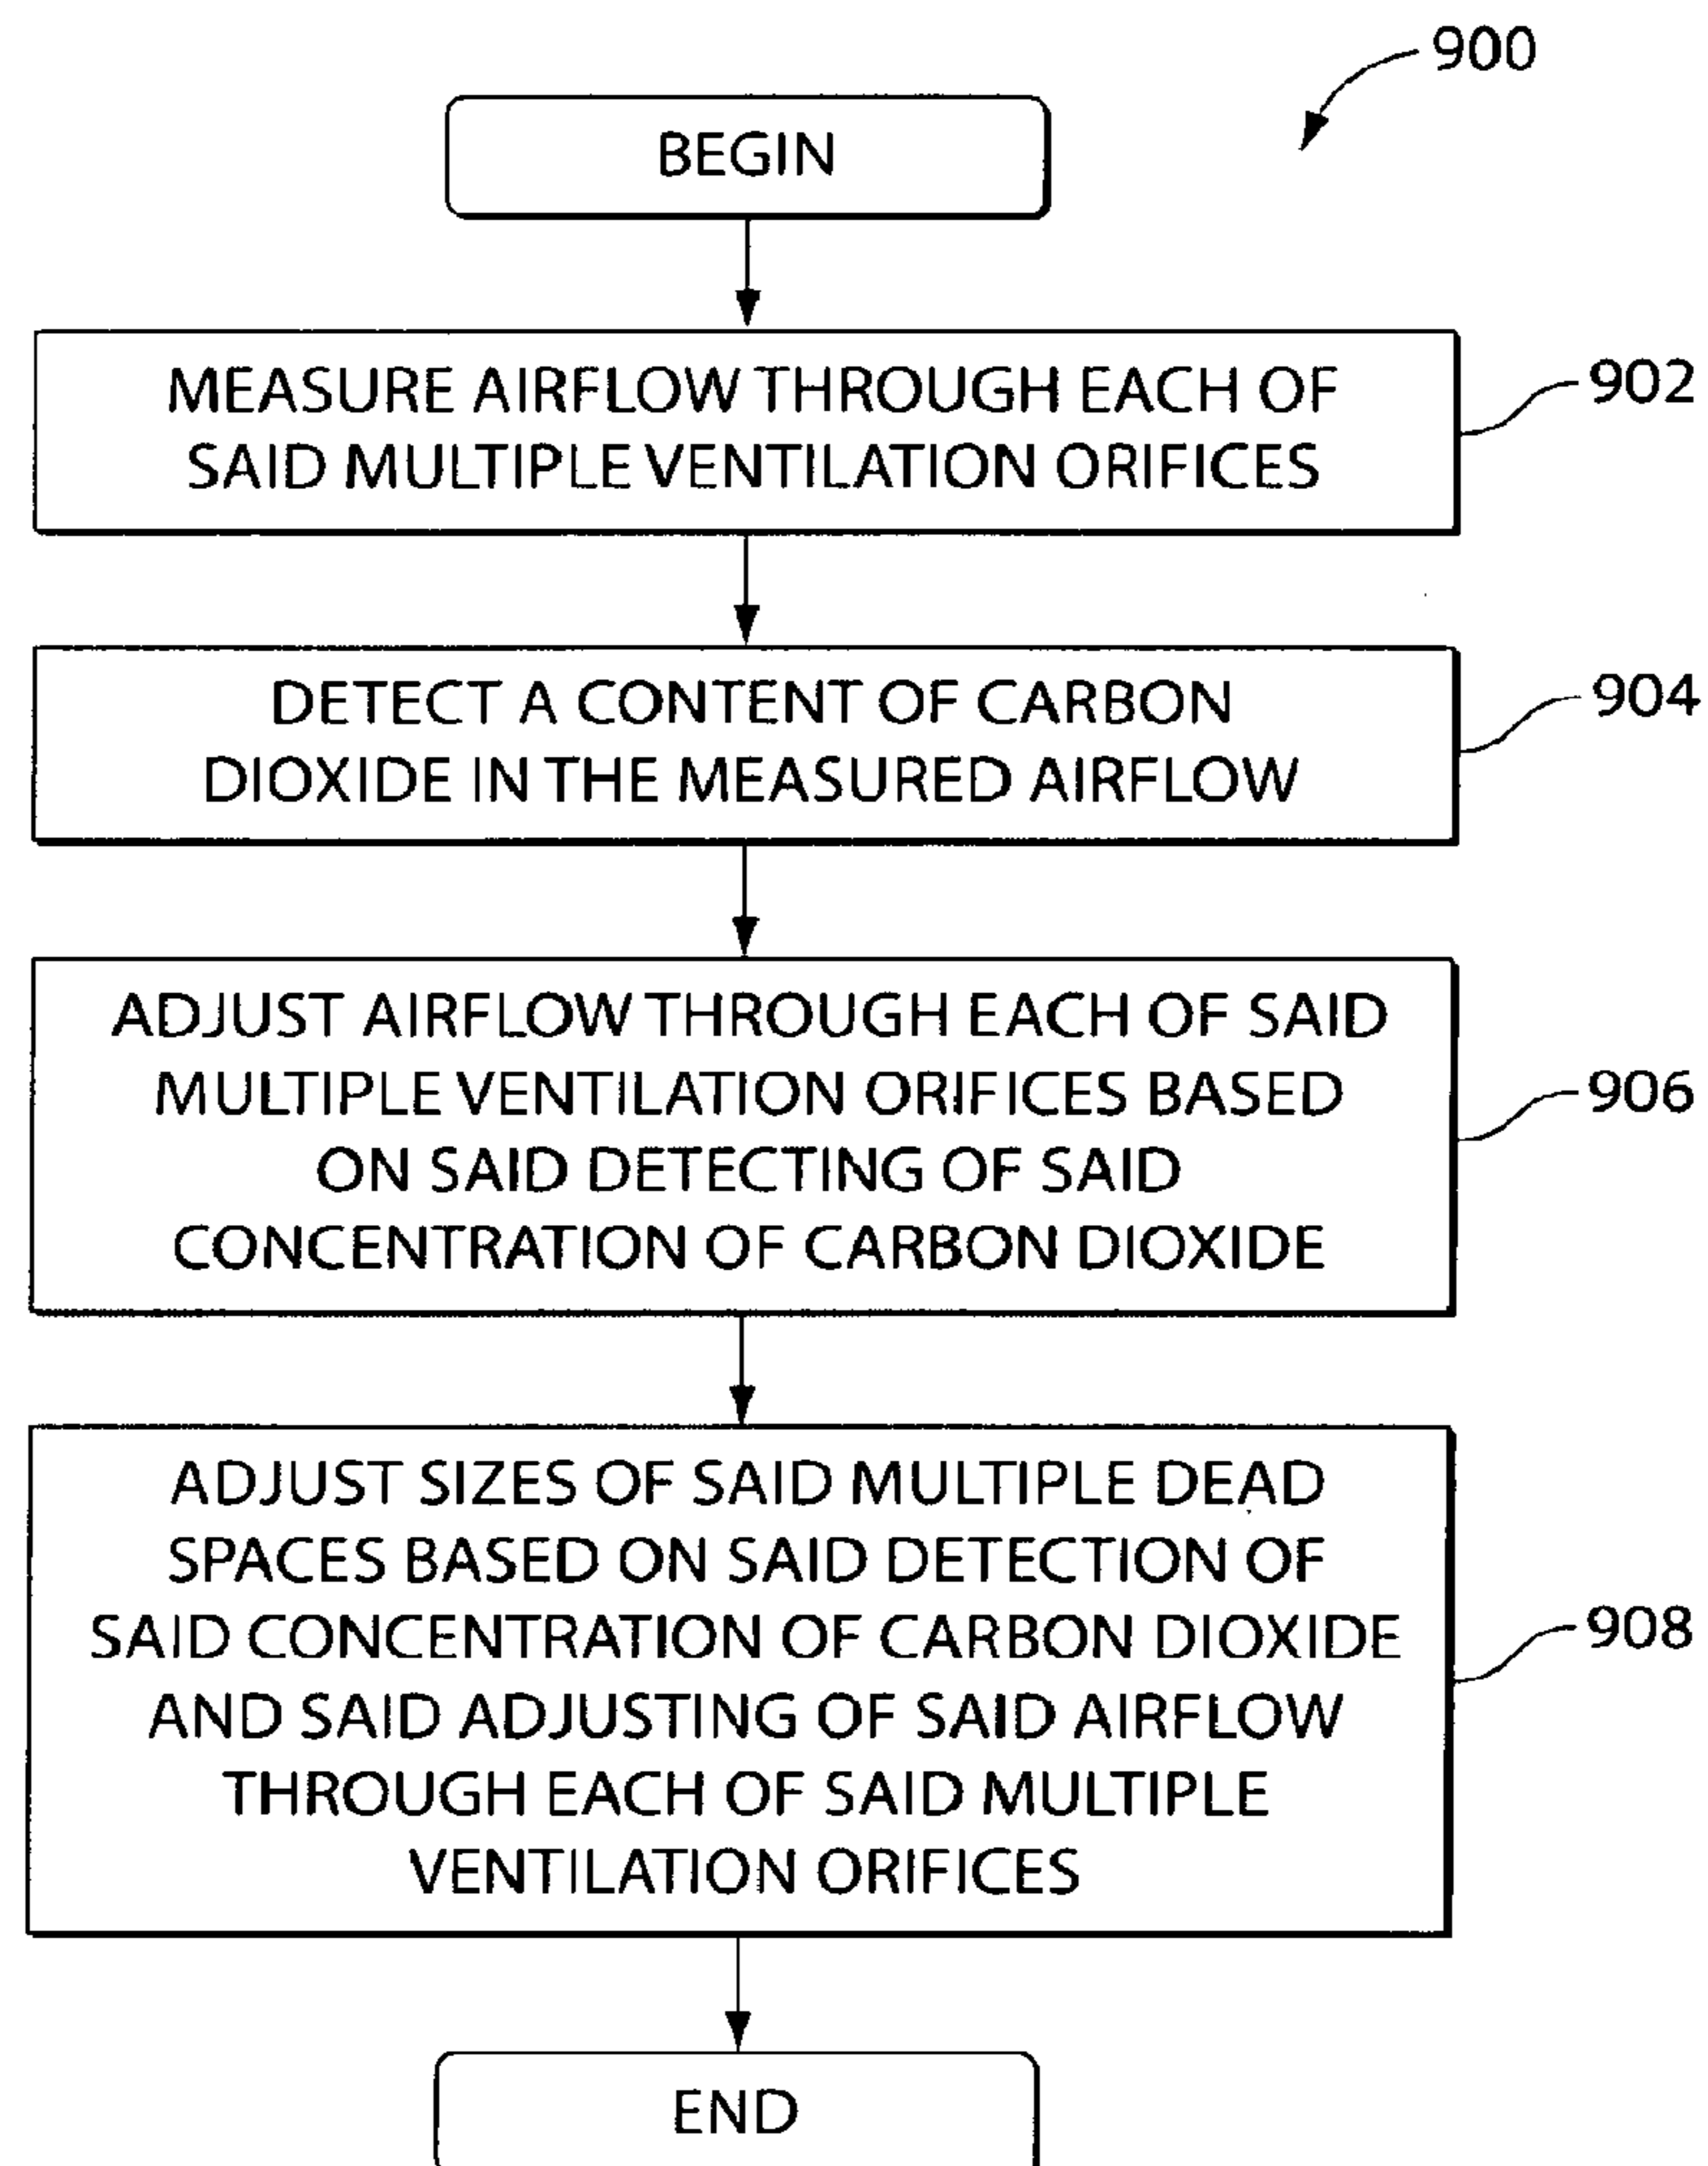 900
BEGIN
MEASURE AIRFLOW THROUGH EACH OF
SAID MULTIPLE VENTILATION ORIFICES
902
DETECT A CONTENT OF CARBON
DIOXIDE IN THE MEASURED AIRFLOW
904
ADJUST AIRFLOW THROUGH EACH OF SAID
MULTIPLE VENTILATION ORIFICES BASED
ON SAID DETECTING OF SAID
CONCENTRATION OF CARBON DIOXIDE
906
ADJUST SIZES OF SAID MULTIPLE DEAD
SPACES BASED ON SAID DETECTION OF
SAID CONCENTRATION OF CARBON DIOXIDE
AND SAID ADJUSTING OF SAID AIRFLOW
THROUGH EACH OF SAID MULTIPLE
VENTILATION ORIFICES
908
END